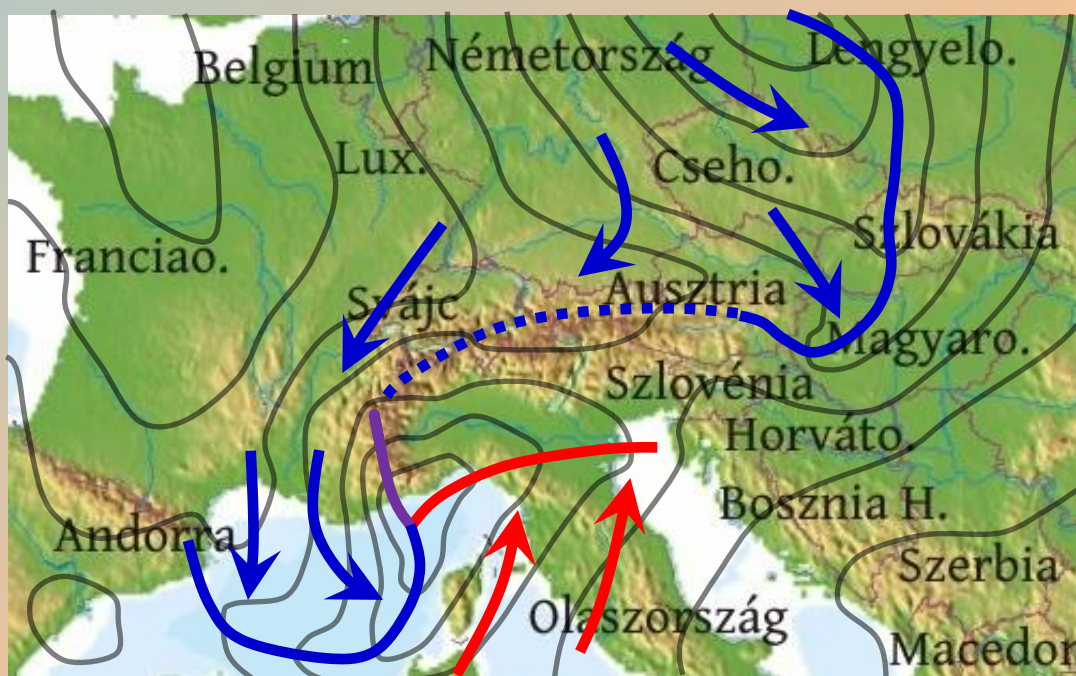 Belgium
Németország
Lengyelo.
Lux.
Cseho.
Franciao.
Szlovákia
Svájc
Ausztria
Magyaro.
Szlovénia
Horváto.
Andorra
Bosznia H.
Szerbia
Olaszország
Macedon